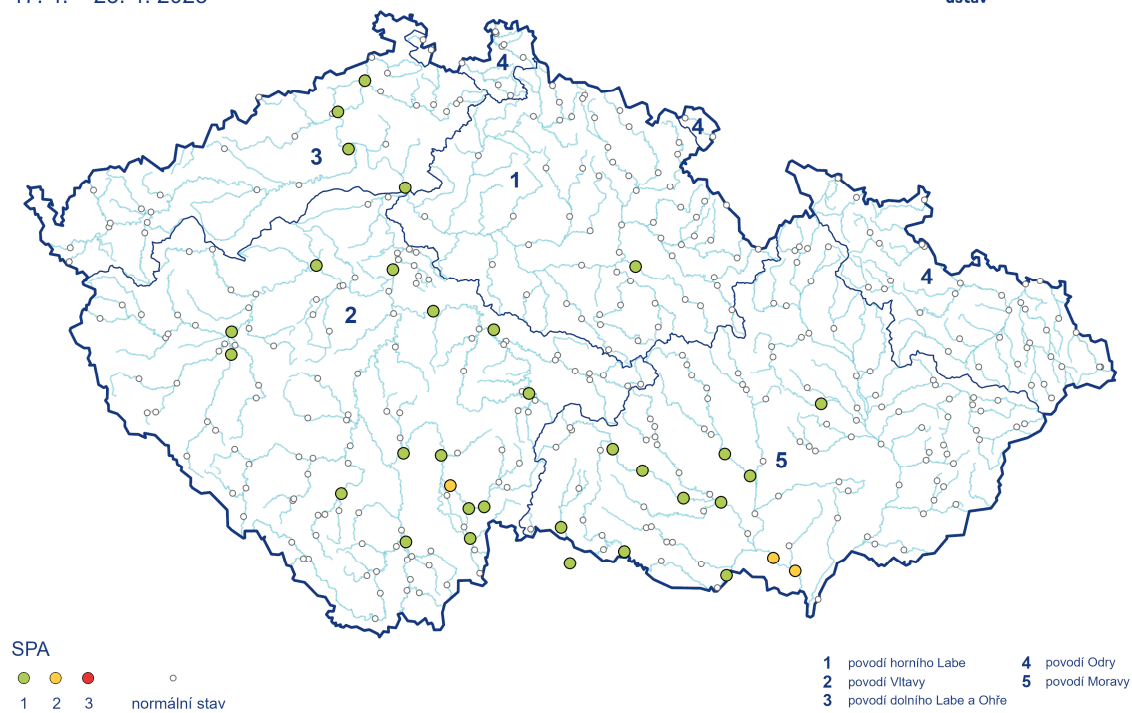 ústav
4
4
3
1
4
2
5
SPA
1 2 3 normální stav
1 povodí horního Labe
2 povodí Vltavy
3 povodí dolního Labe a Ohře
4 povodí Odry
5 povodí Moravy